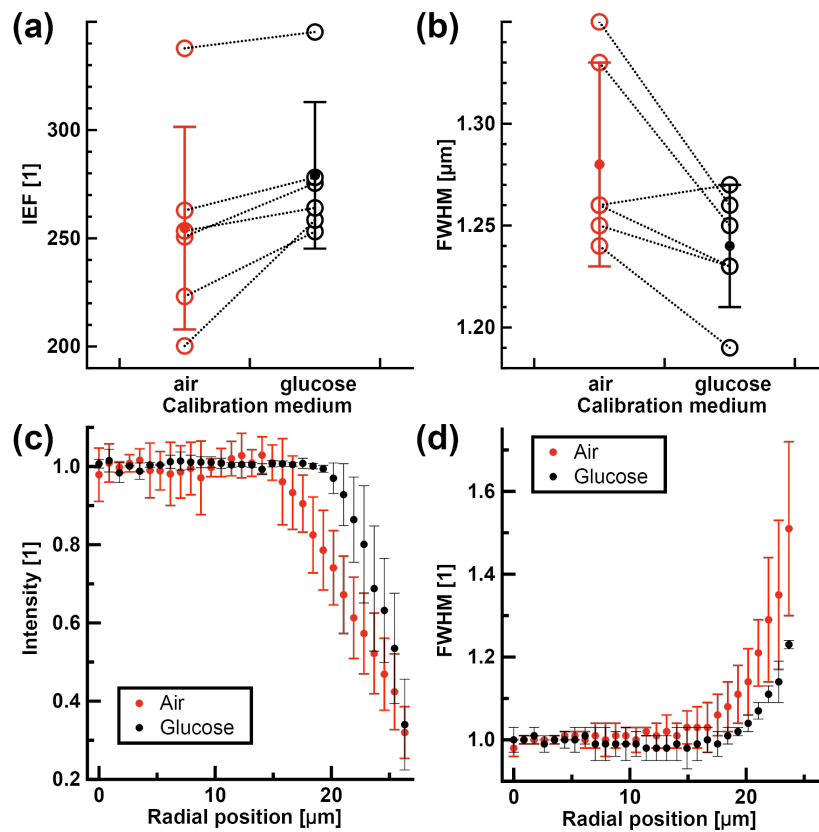 (a)
300
250
200
IEF [1]
air
glucose
Calibration medium
(b)
1.30
1.25
1.20
FWHM [µm]
air
glucose
Calibration medium
(c)
1.0
0.8
0.6
0.4
0.2
Intensity [1]
Air
Glucose
0
10
20
Radial position [µm]
(d)
Air
Glucose
1.6
1.4
1.2
1.0
FWHM [1]
0
10
20
Radial position [µm]